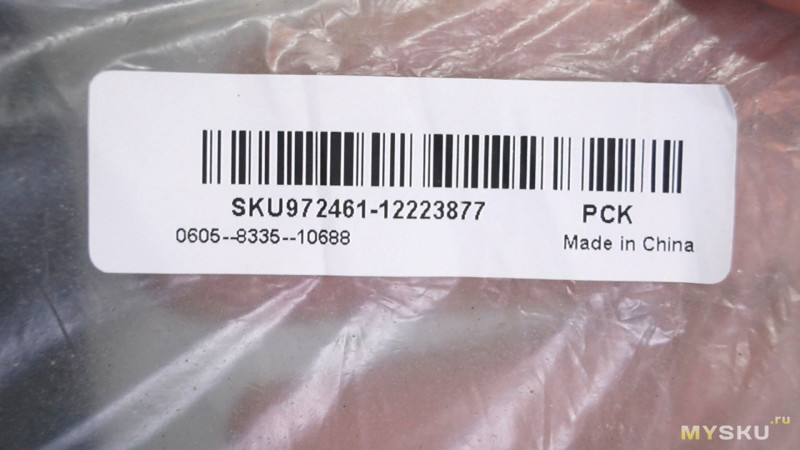 SKU972461-12223877 PCK
0605--8335--10688 Made in China
MYSKU.ru